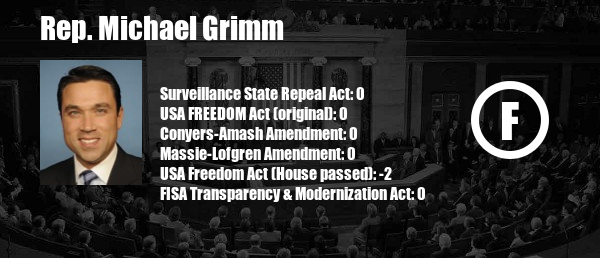 Rep. Michael Grimm
Surveillance State Repeal Act: 0
USA FREEDOM Act (original): 0
Conyers-Amash Amendment: 0
Massie-Lofgren Amendment: 0
USA Freedom Act (House passed): -2
FISA Transparency & Modernization Act: 0
F